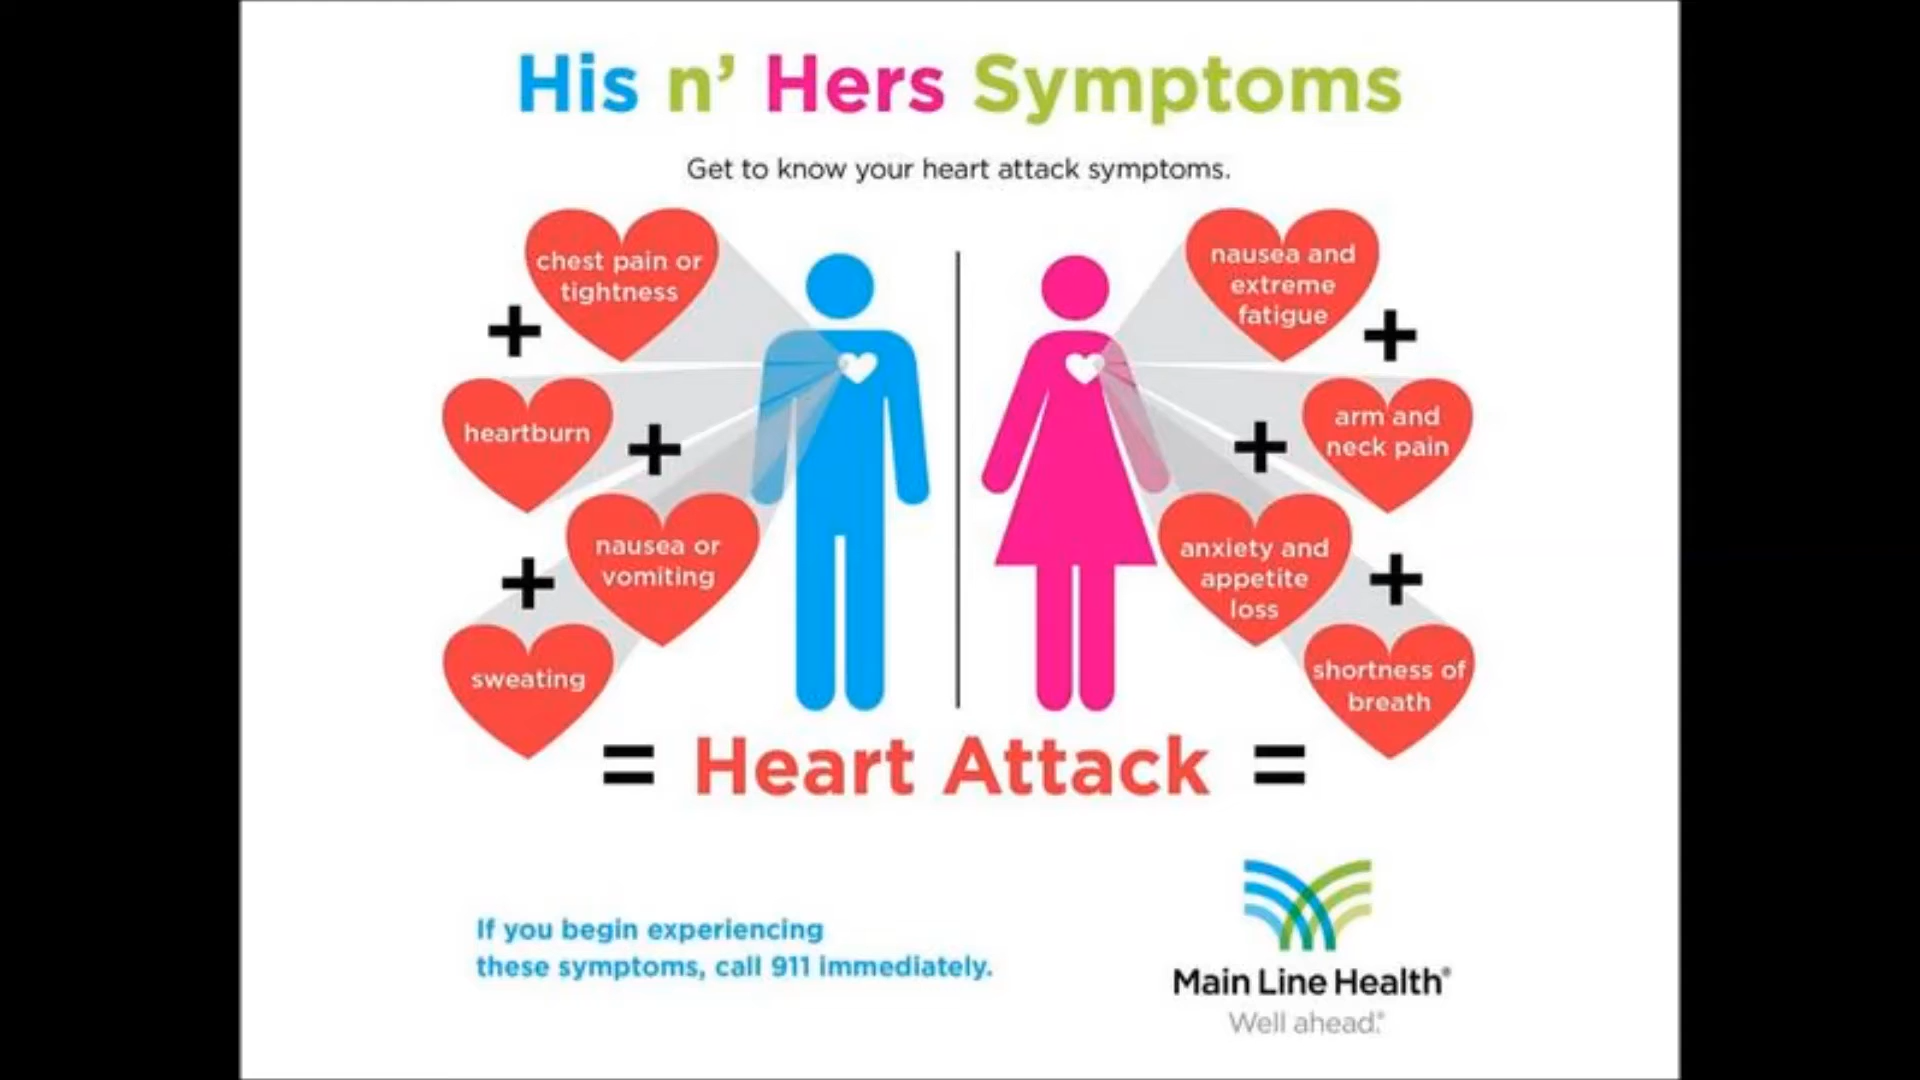 His n' Hers Symptoms
Get to know your heart attack symptoms.
chest pain or
tightness
+
heartburn
+
nausea or
vomiting
+
sweating
nausea and
extreme
fatigue
+
arm and
neck pain
+
anxiety and
appetite
loss
+
shortness of
breath
= Heart Attack =
If you begin experiencing
these symptoms, call 911 immediately.
Main Line Health®
Well ahead.®